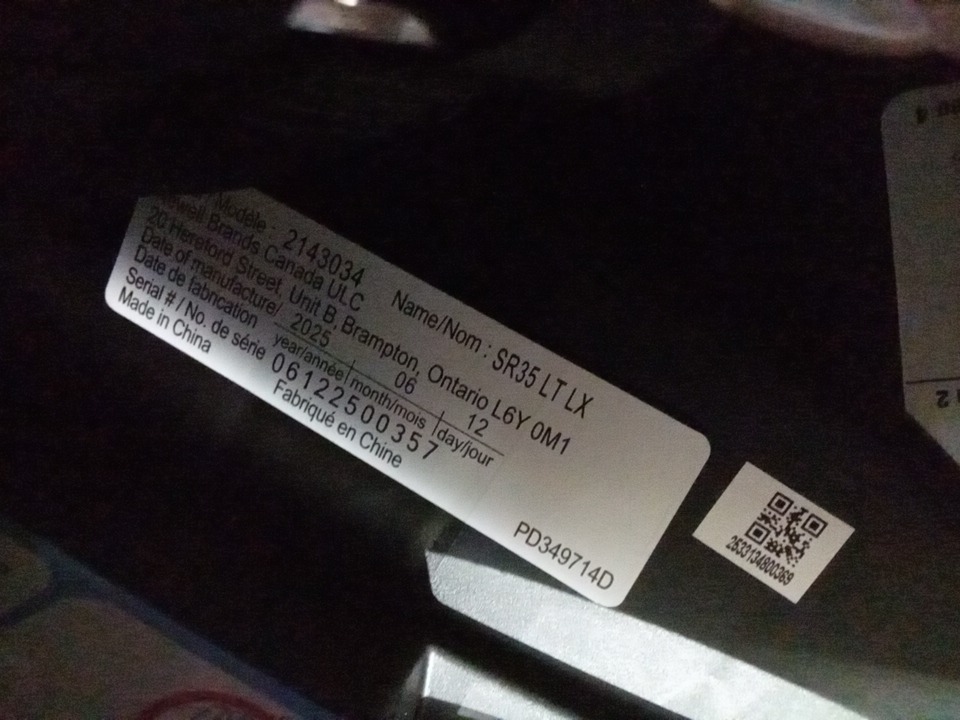 Modèle : 2143034 Name/Nom : SR35 LT LX
Brands Canada ULC
20 Hereford Street, Unit B, Brampton, Ontario L6Y 0M1
Date of manufacture/ 2025 06 12
Date de fabrication year/année month/mois day/jour
Serial # / No. de série 06122500357
Made in China Fabriqué en Chine
PD349714D
2533134800369